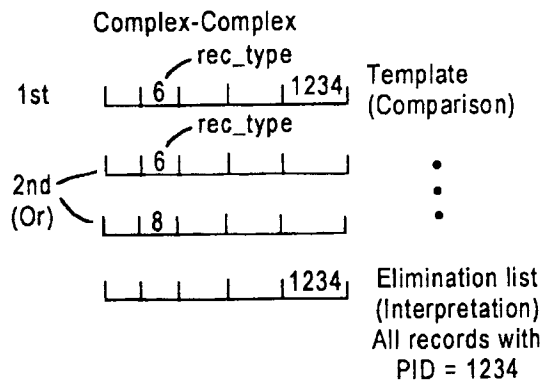 Complex-Complex
rec_type
1st 6 1234 Template
(Comparison)
rec_type
6
2nd
(Or)
8
1234 Elimination list
(Interpretation)
All records with
PID = 1234